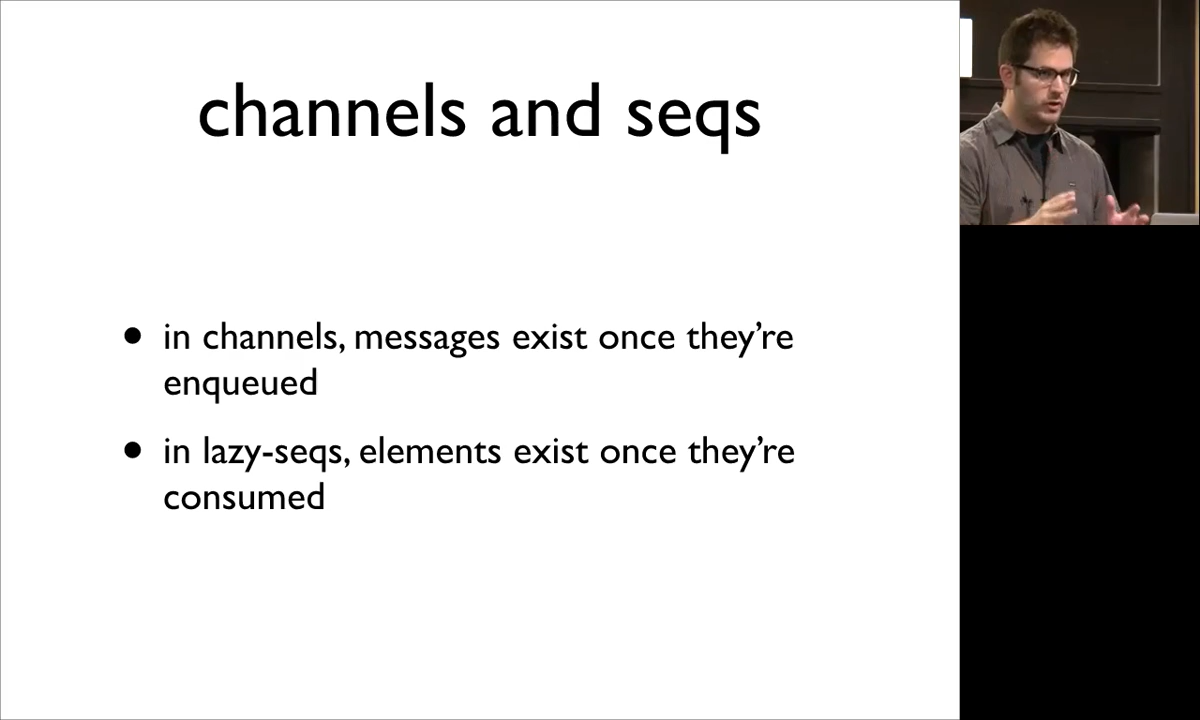 channels and seqs
• in channels, messages exist once they’re
enqueued
• in lazy-seqs, elements exist once they’re
consumed